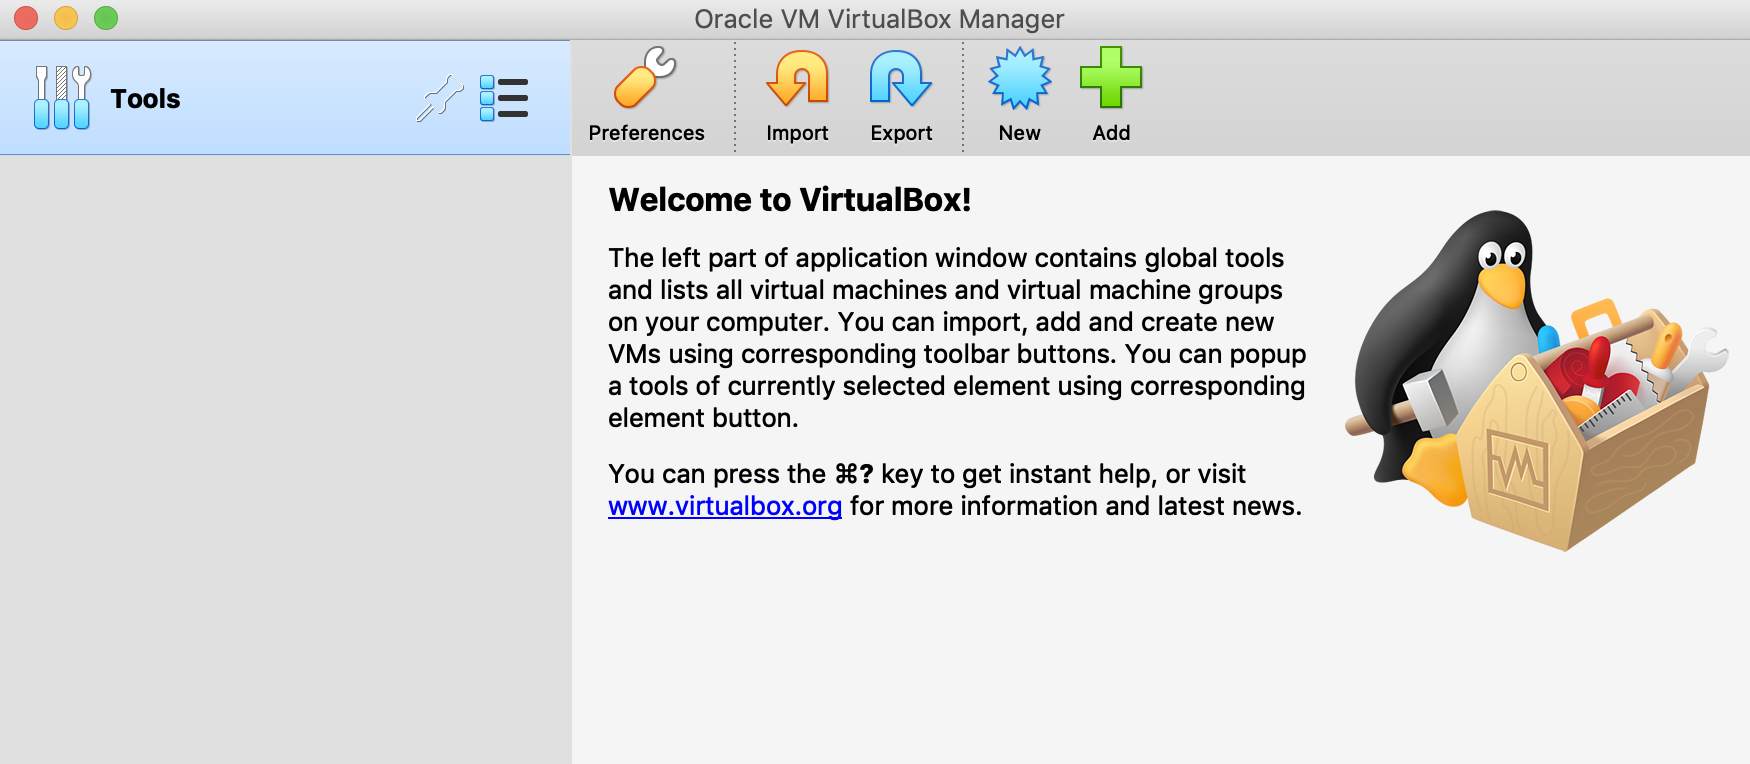 Oracle VM VirtualBox Manager
Tools
Preferences
Import
Export
New
Add
Welcome to VirtualBox!
The left part of application window contains global tools
and lists all virtual machines and virtual machine groups
on your computer. You can import, add and create new
VMs using corresponding toolbar buttons. You can popup
a tools of currently selected element using corresponding
element button.
You can press the ⌘? key to get instant help, or visit
www.virtualbox.org for more information and latest news.